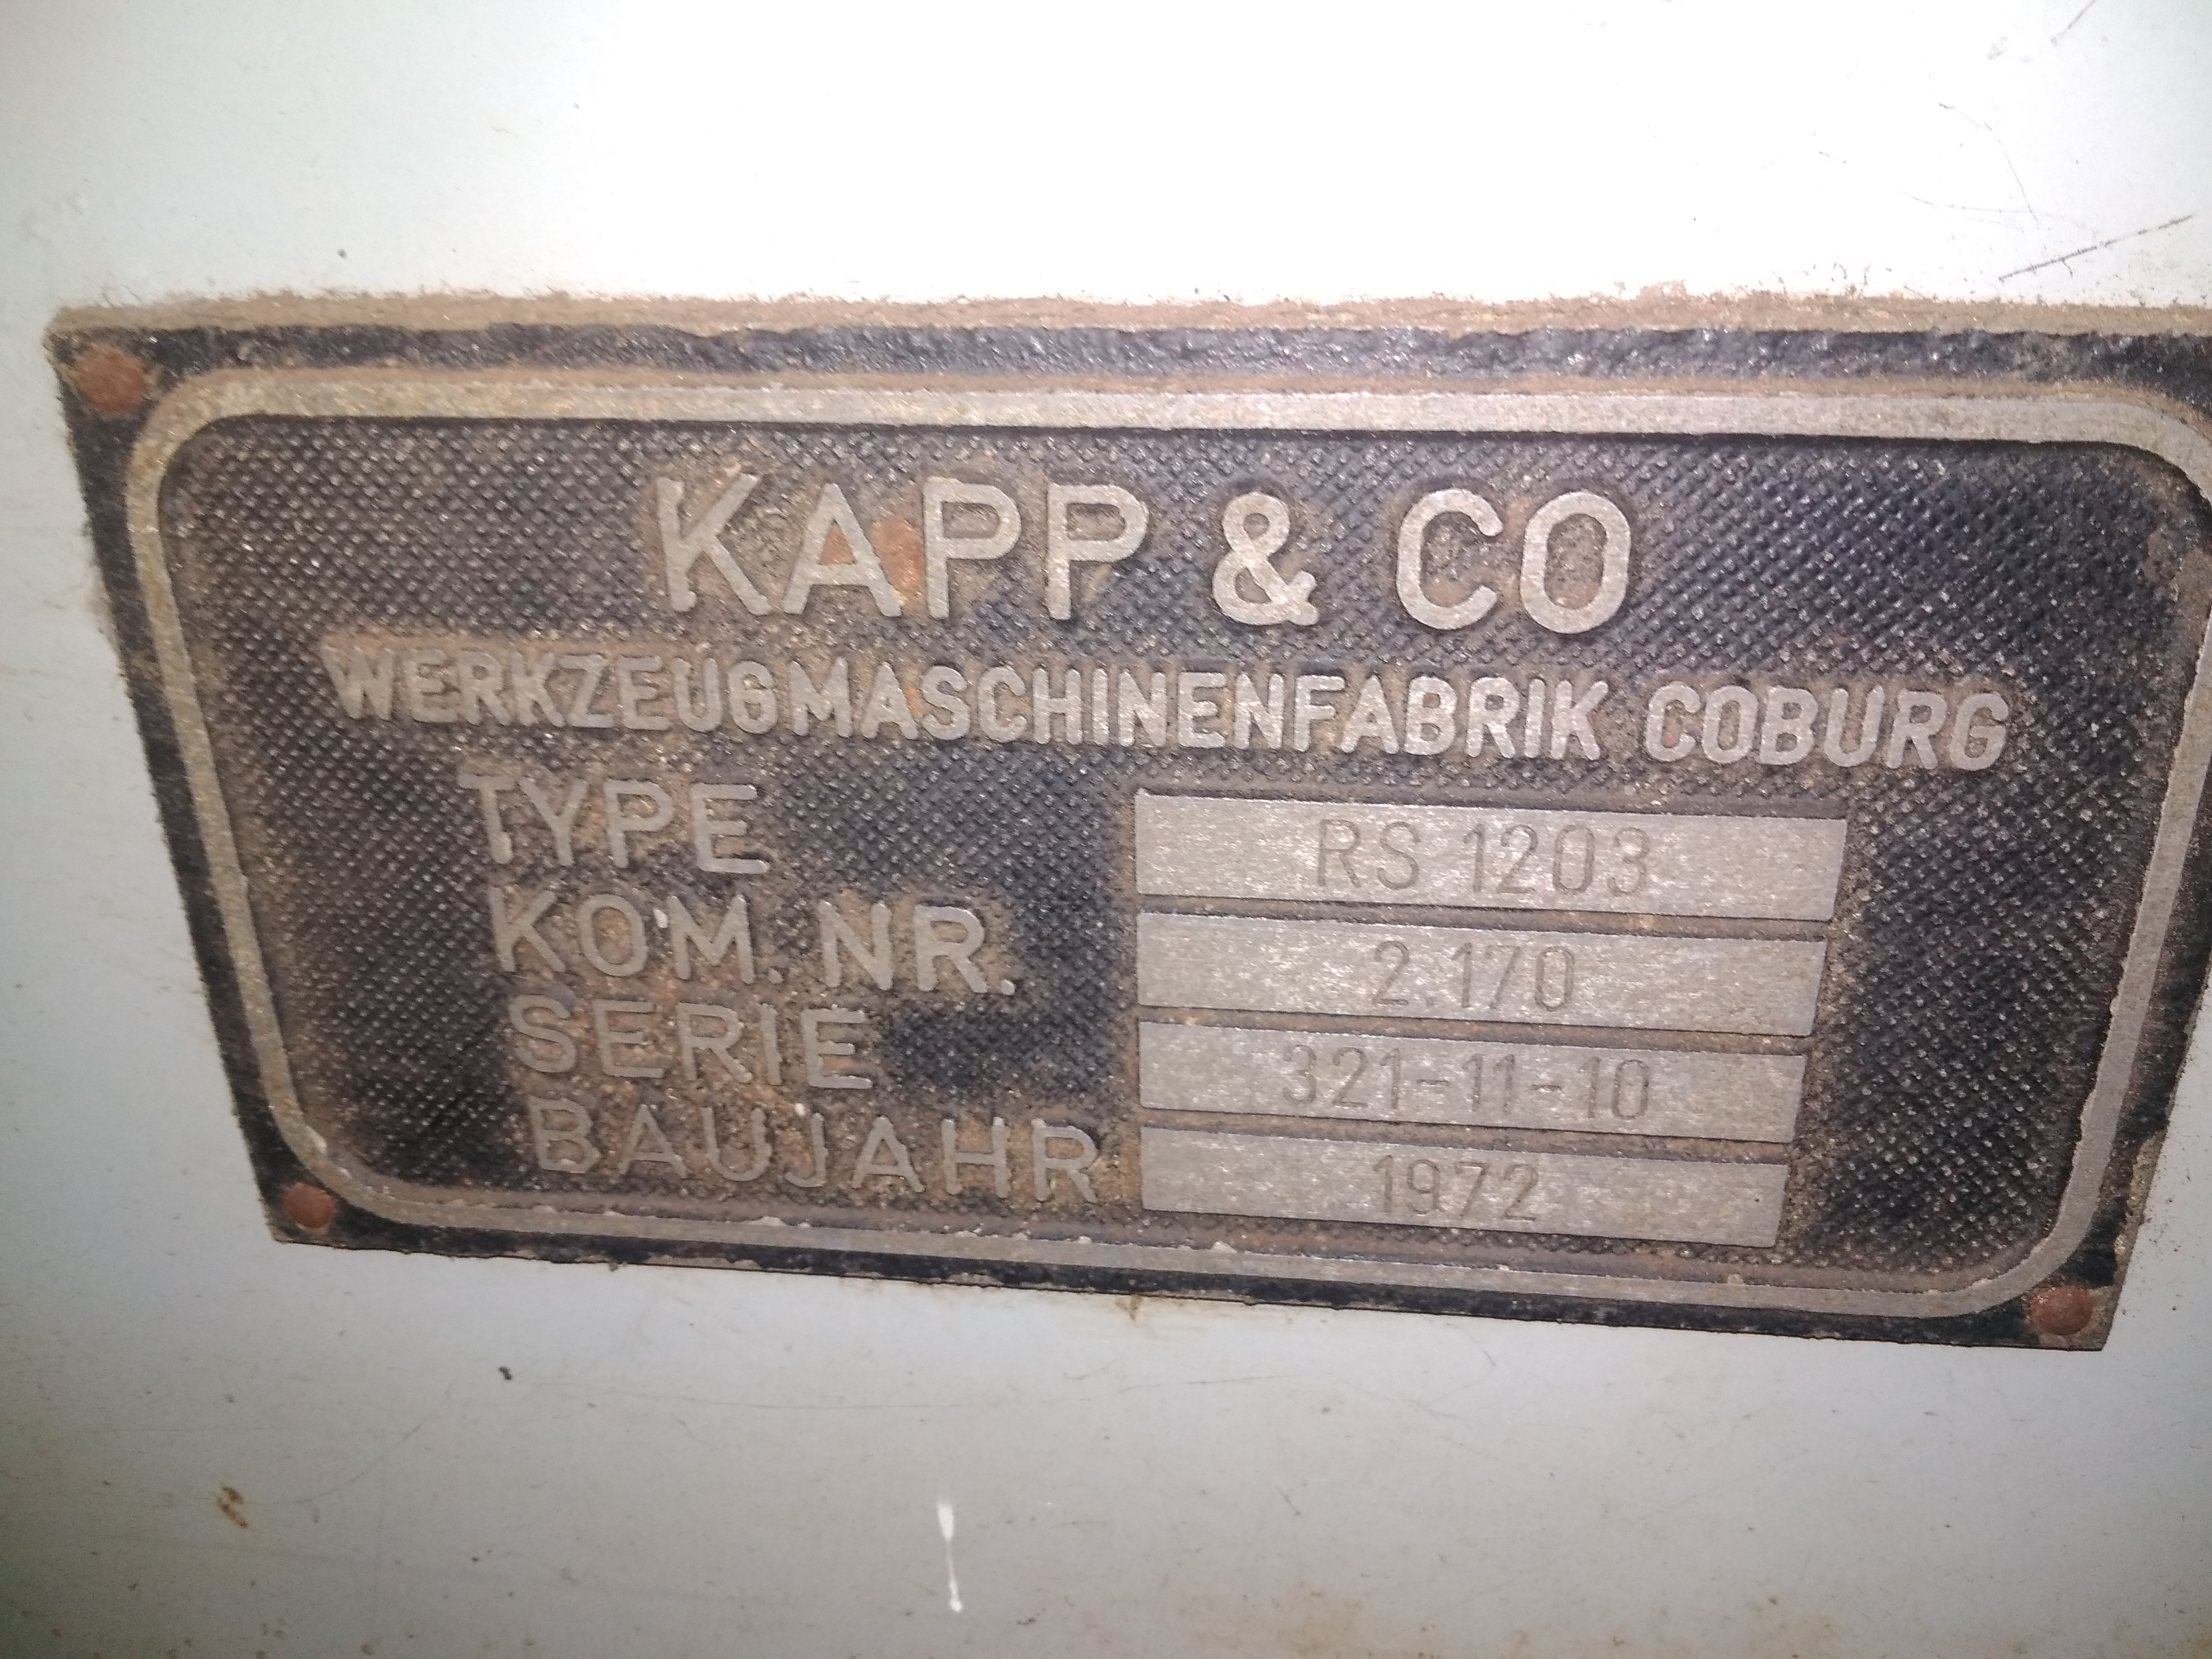 KAPP & CO
WERKZEUGMASCHINENFABRIK COBURG
TYPE RS 1203
KOM. NR. 2.170
SERIE 321-11-10
BAUJAHR 1972